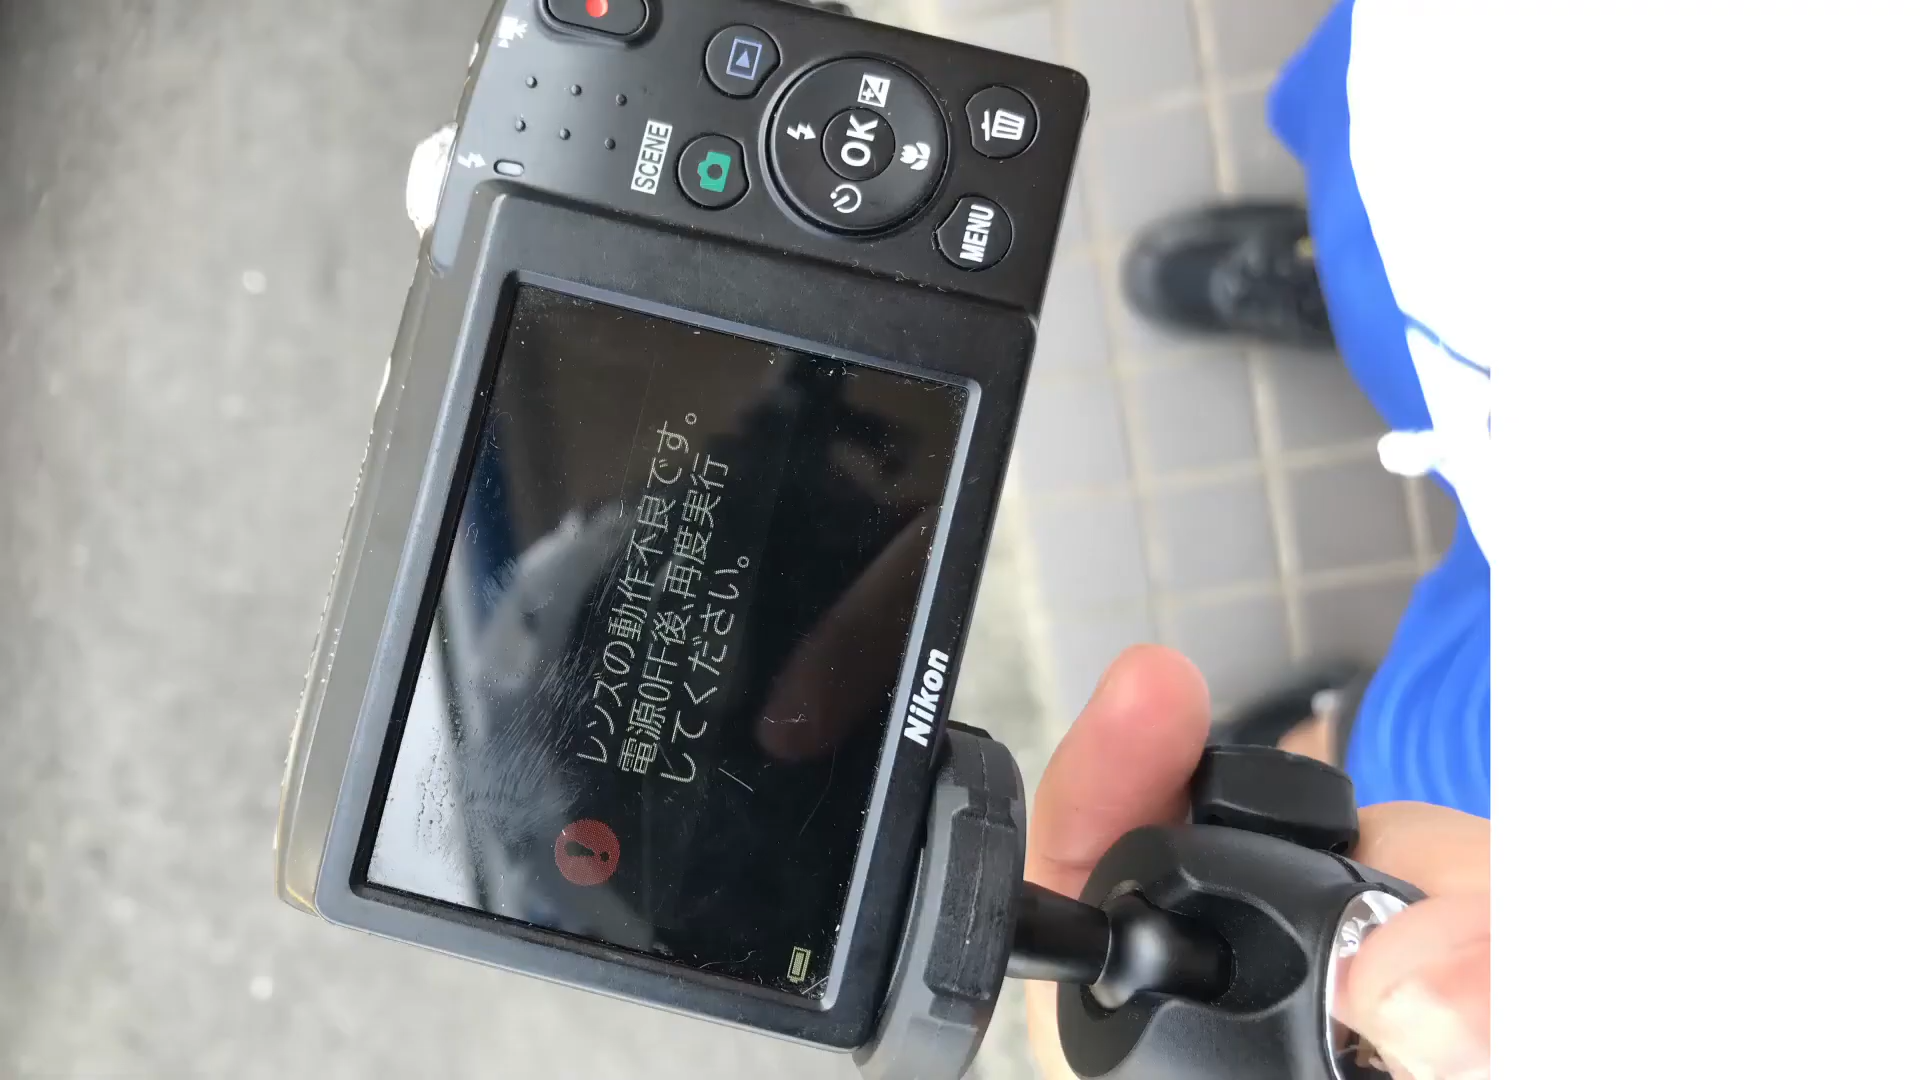 レンズの動作不良です。
電源OFF後、再度実行
してください。
Nikon
MENU
OK
SCENE